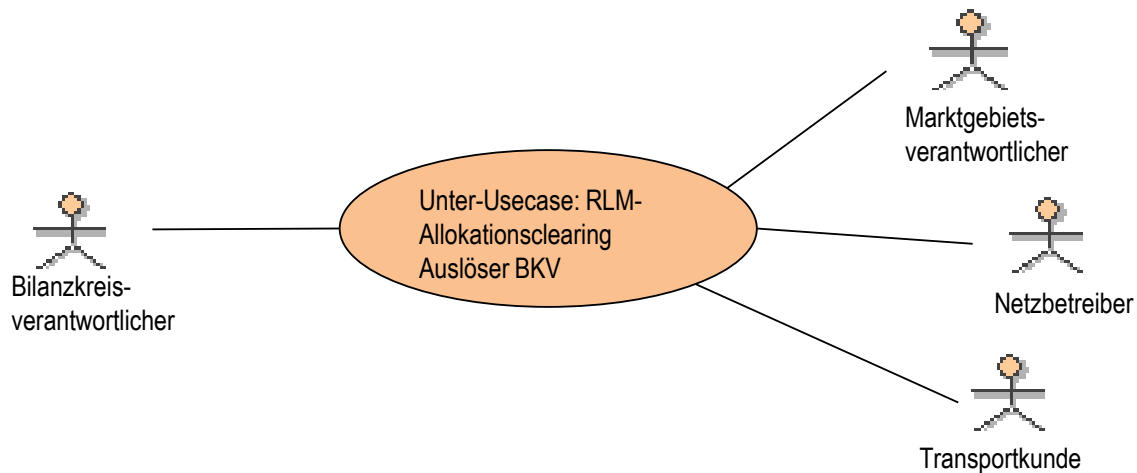 Marktgebiets-
verantwortlicher
Unter-Usecase: RLM-
Allokationsclearing
Auslöser BKV
Bilanzkreis-
verantwortlicher
Netzbetreiber
Transportkunde